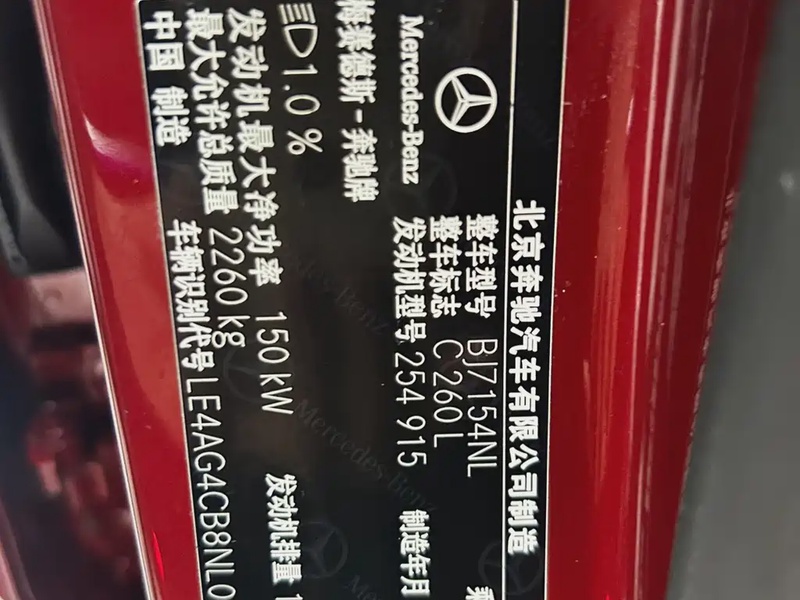 北京奔驰汽车有限公司制造
Mercedes-Benz
整车型号 BJ7154NL
乘
整车标志 C 260 L
发动机型号 254 915
制造年月
梅赛德斯-奔驰牌
1.0 %
发动机最大净功率 150 kW
发动机排量 1
最大允许总质量 2260 kg
中国 制造
车辆识别代号 LE4AG4CB8NL0
Mercedes-Benz